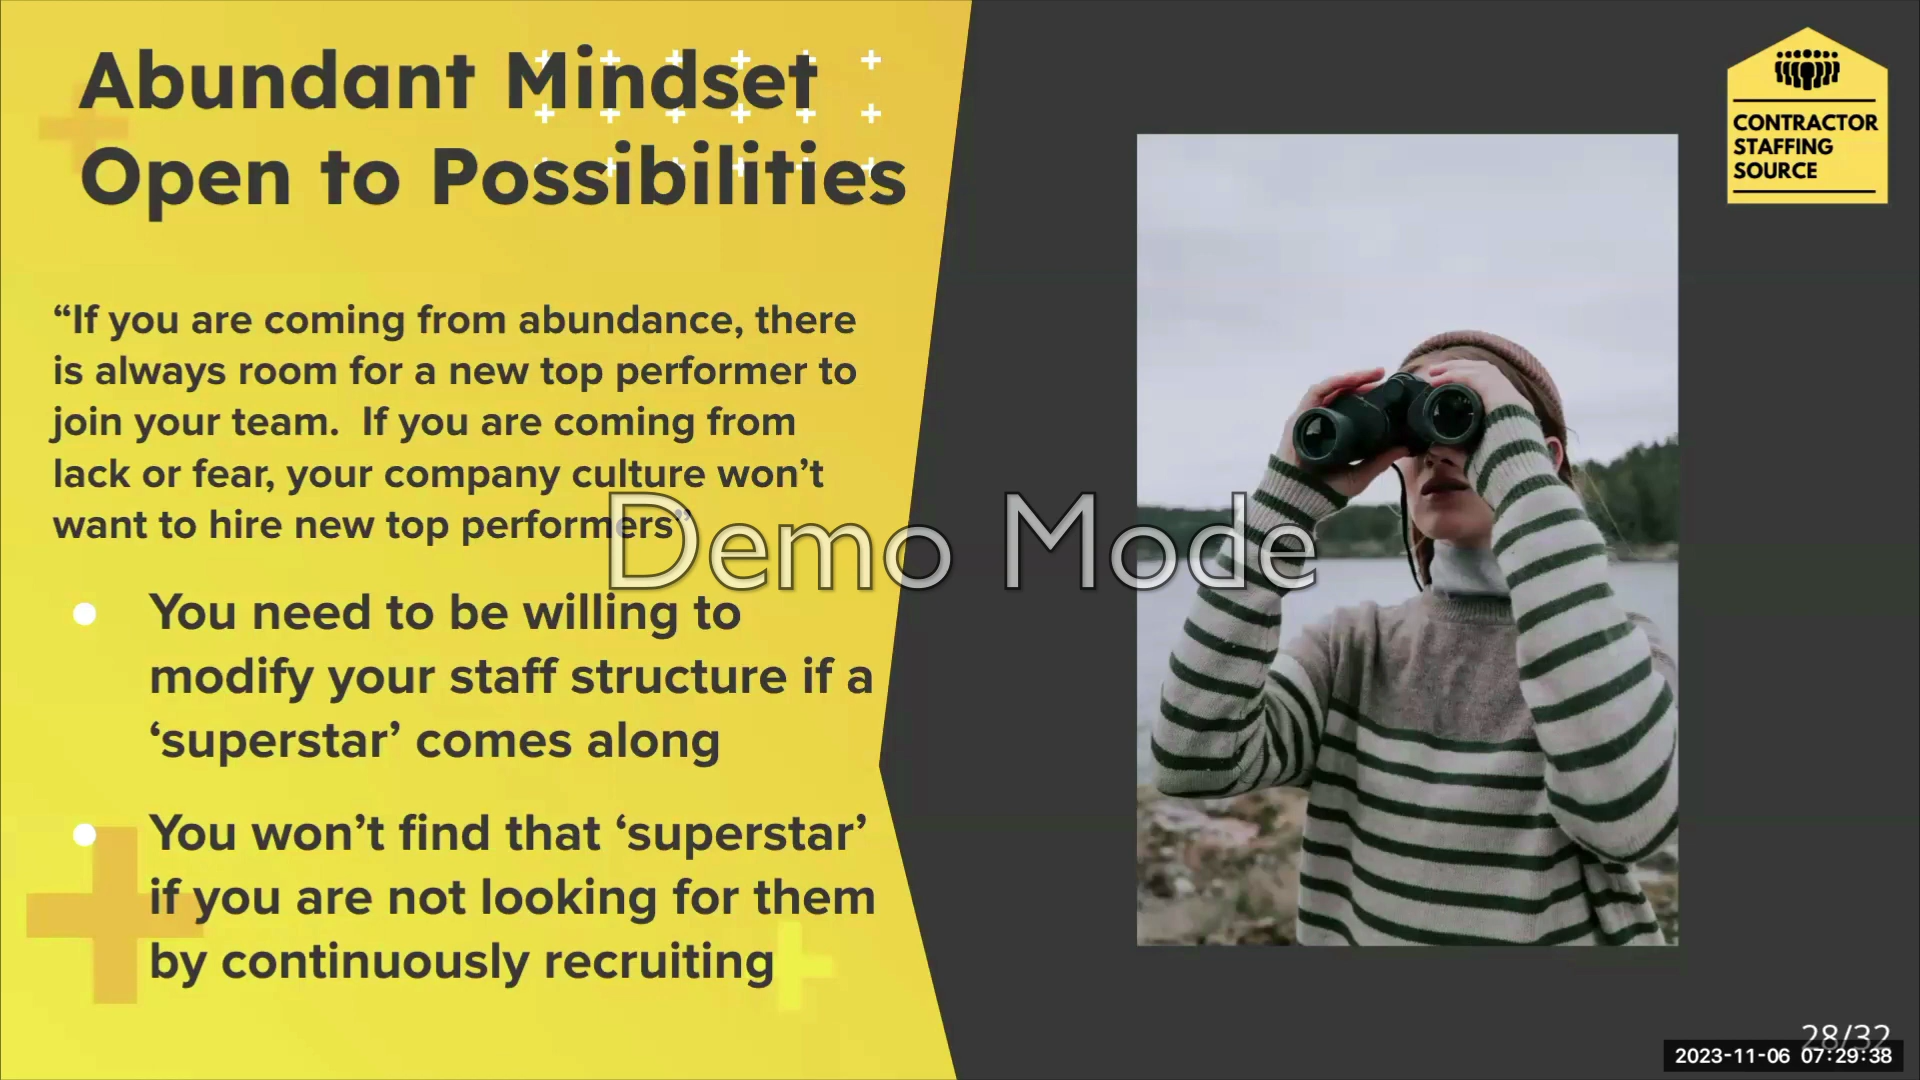 Abundant Mindset
Open to Possibilities
“If you are coming from abundance, there
is always room for a new top performer to
join your team.  If you are coming from
lack or fear, your company culture won’t
want to hire new top performers”
You need to be willing to
modify your staff structure if a
‘superstar’ comes along
You won’t find that ‘superstar’
if you are not looking for them
by continuously recruiting
Demo Mode
CONTRACTOR
STAFFING
SOURCE
28/32
2023-11-06 07:29:38